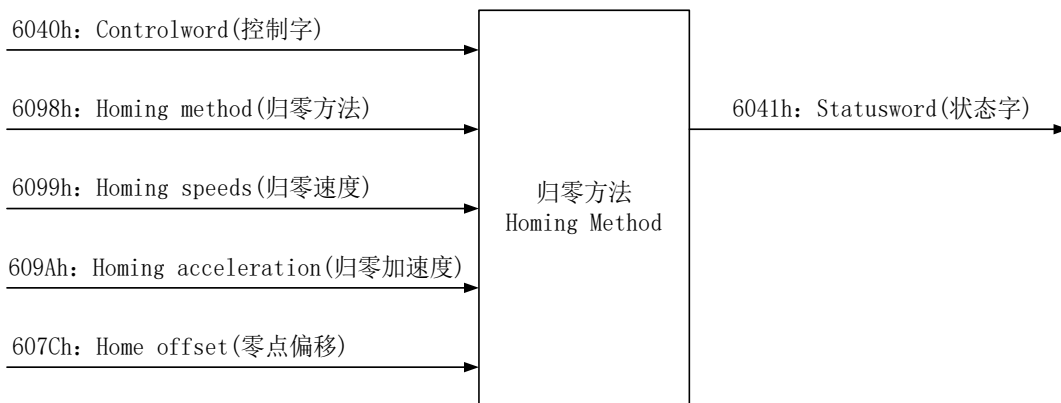 6040h: Controlword(控制字)
6098h: Homing method(归零方法)
6099h: Homing speeds(归零速度)
609Ah: Homing acceleration(归零加速度)
607Ch: Home offset(零点偏移)
归零方法
Homing Method
6041h: Statusword(状态字)